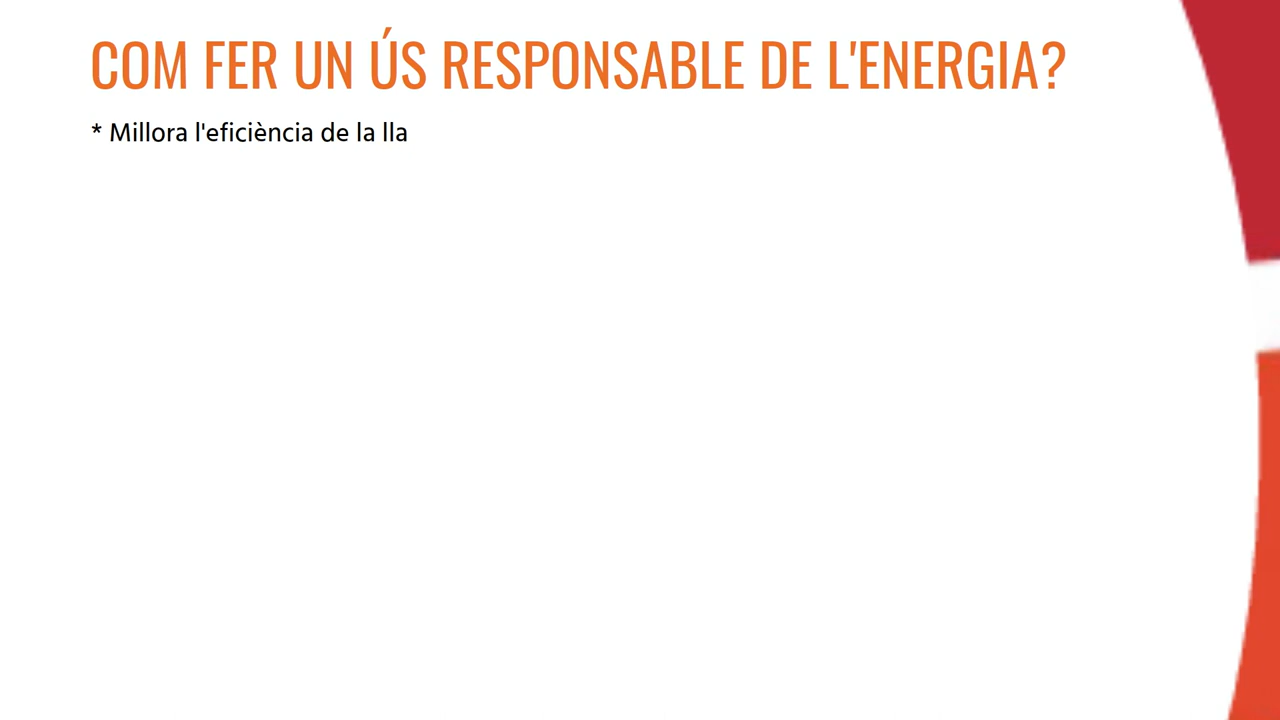 COM FER UN ÚS RESPONSABLE DE L'ENERGIA?
* Millora l'eficiència de la lla